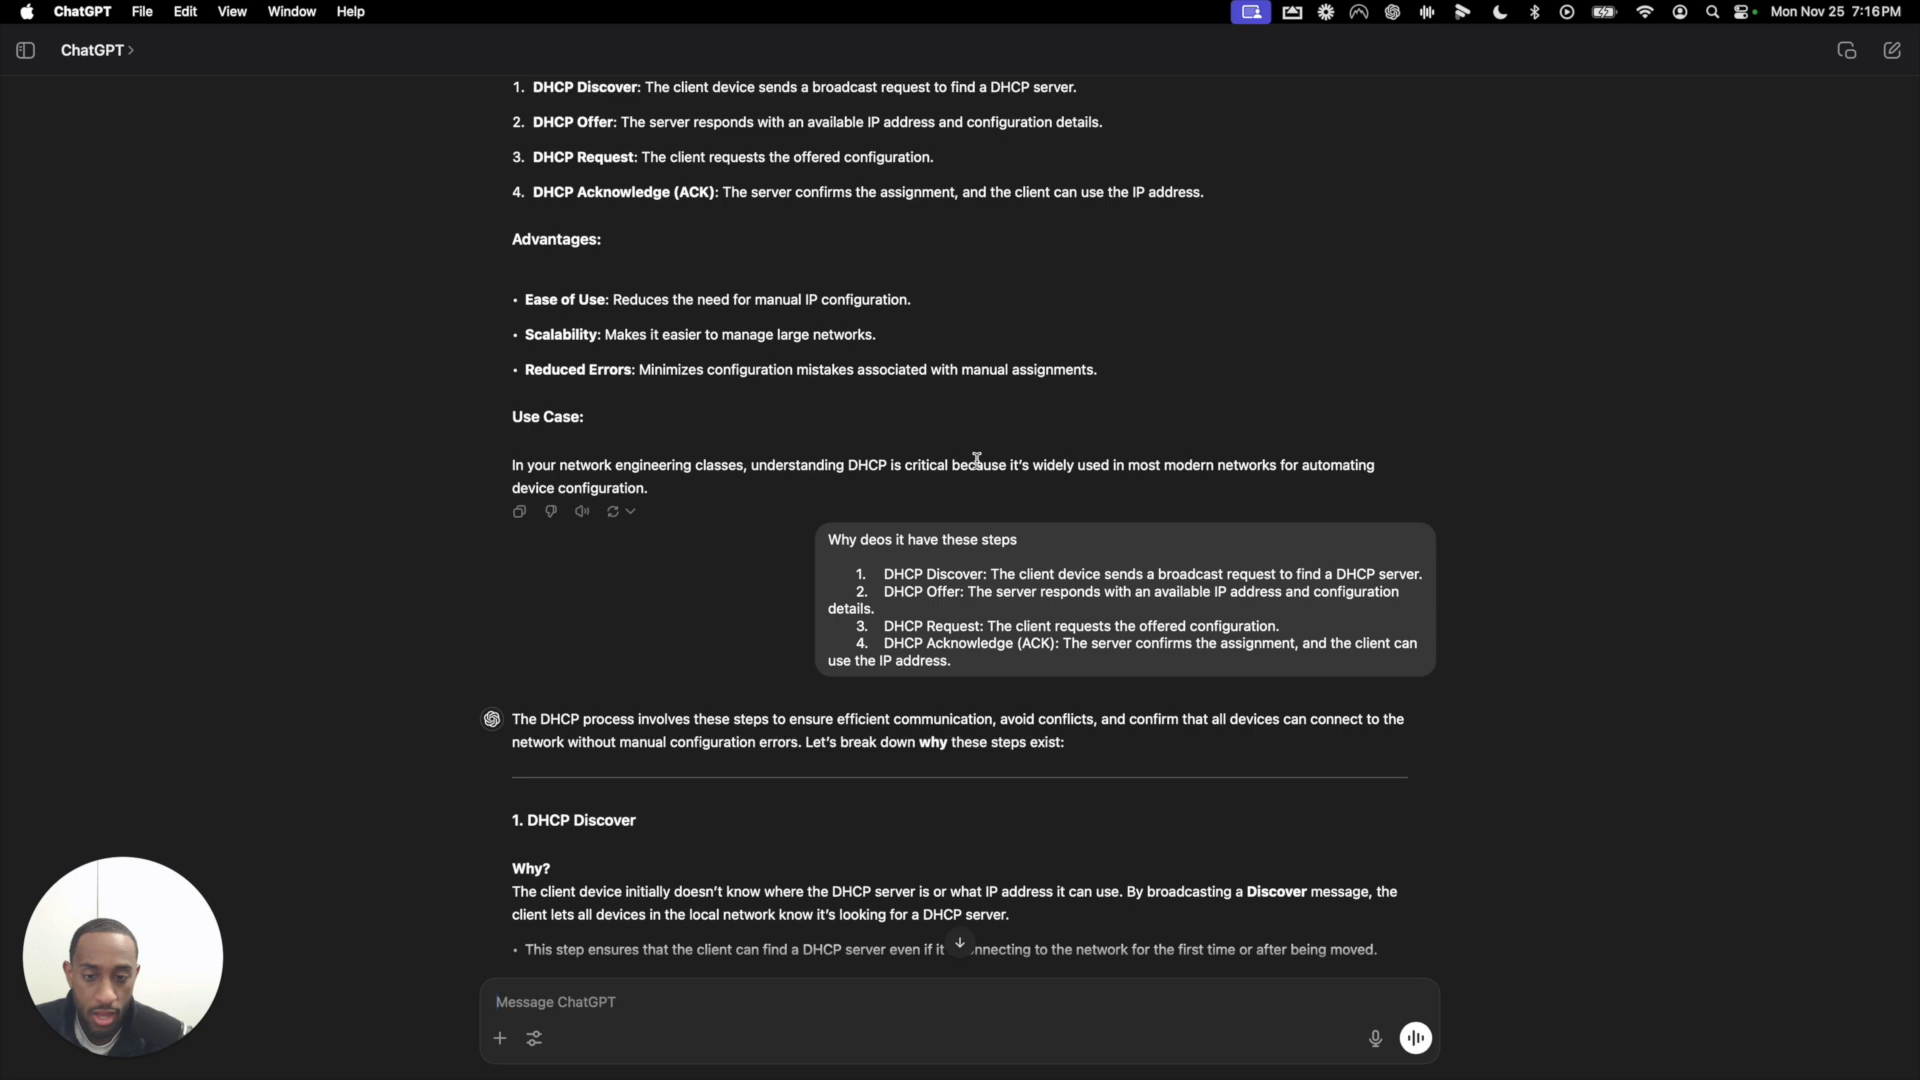 ChatGPT File Edit View Window Help Mon Nov 25 7:16 PM
ChatGPT >
1. DHCP Discover: The client device sends a broadcast request to find a DHCP server.
2. DHCP Offer: The server responds with an available IP address and configuration details.
3. DHCP Request: The client requests the offered configuration.
4. DHCP Acknowledge (ACK): The server confirms the assignment, and the client can use the IP address.
Advantages:
• Ease of Use: Reduces the need for manual IP configuration.
• Scalability: Makes it easier to manage large networks.
• Reduced Errors: Minimizes configuration mistakes associated with manual assignments.
Use Case:
In your network engineering classes, understanding DHCP is critical because it's widely used in most modern networks for automating
device configuration.
Why deos it have these steps
1. DHCP Discover: The client device sends a broadcast request to find a DHCP server.
2. DHCP Offer: The server responds with an available IP address and configuration
details.
3. DHCP Request: The client requests the offered configuration.
4. DHCP Acknowledge (ACK): The server confirms the assignment, and the client can
use the IP address.
The DHCP process involves these steps to ensure efficient communication, avoid conflicts, and confirm that all devices can connect to the
network without manual configuration errors. Let's break down why these steps exist:
1. DHCP Discover
Why?
The client device initially doesn't know where the DHCP server is or what IP address it can use. By broadcasting a Discover message, the
client lets all devices in the local network know it's looking for a DHCP server.
• This step ensures that the client can find a DHCP server even if it to the network for the first time or after being moved.
Message ChatGPT